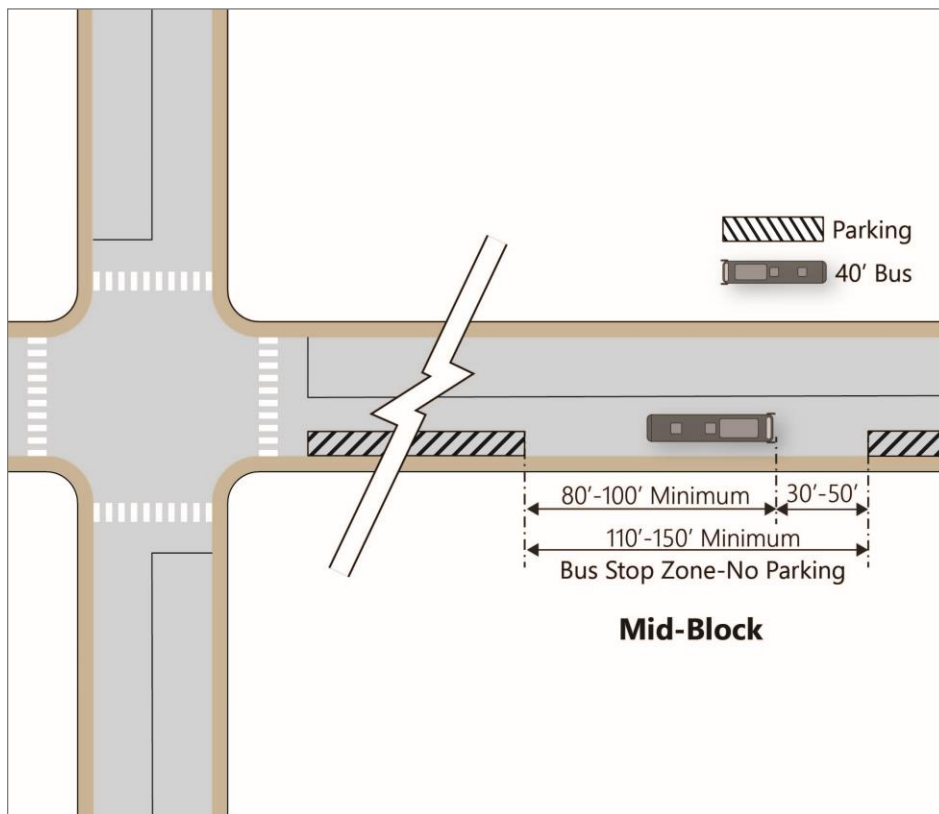 Parking
40' Bus
80'-100' Minimum
30'-50'
110'-150' Minimum
Bus Stop Zone-No Parking
Mid-Block